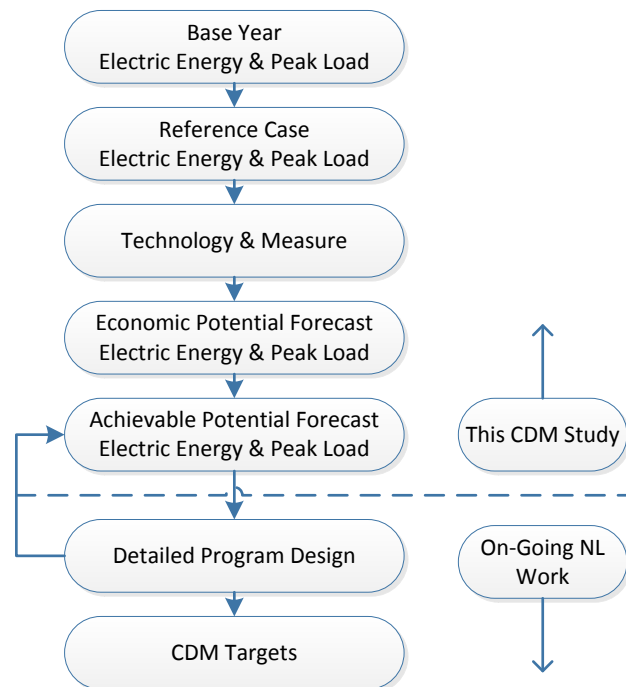 Base Year
Electric Energy & Peak Load
Reference Case
Electric Energy & Peak Load
Technology & Measure
Economic Potential Forecast
Electric Energy & Peak Load
Achievable Potential Forecast
Electric Energy & Peak Load
This CDM Study
Detailed Program Design
On-Going NL
Work
CDM Targets